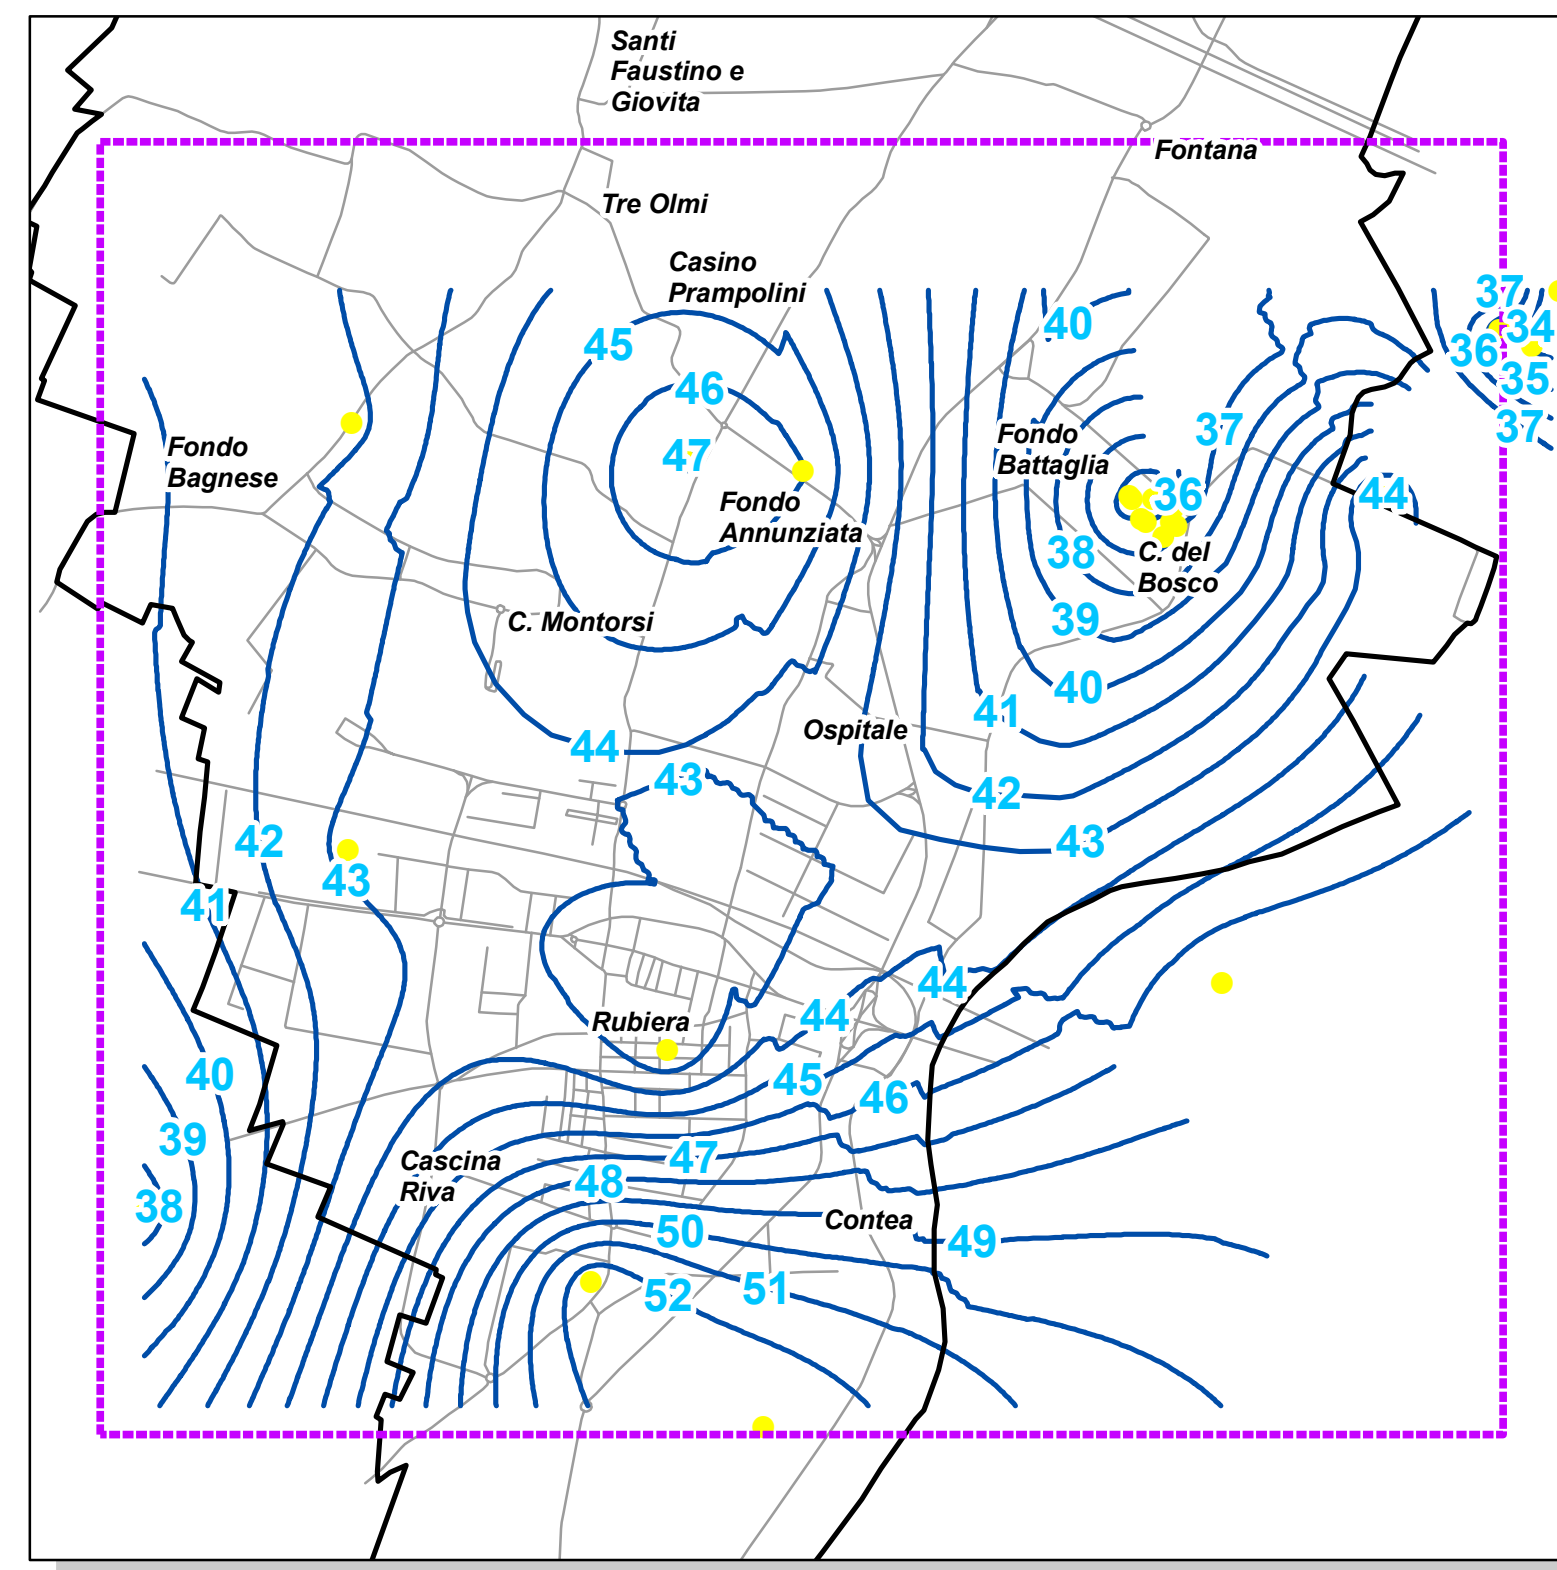 Santi
Faustino e
Giovita
Fontana
Tre Olmi
Casino
Prampolini
37
40
34
45
36
35
46
37
37
Fondo
Battaglia
Fondo
Bagnese
47
36
44
Fondo
Annunziata
38
C. del
Bosco
39
C. Montorsi
40
41
Ospitale
44
43
42
42
43
43
41
44
44
Rubiera
40
45
46
39
47
Cascina
Riva
48
38
Contea
50
49
51
52